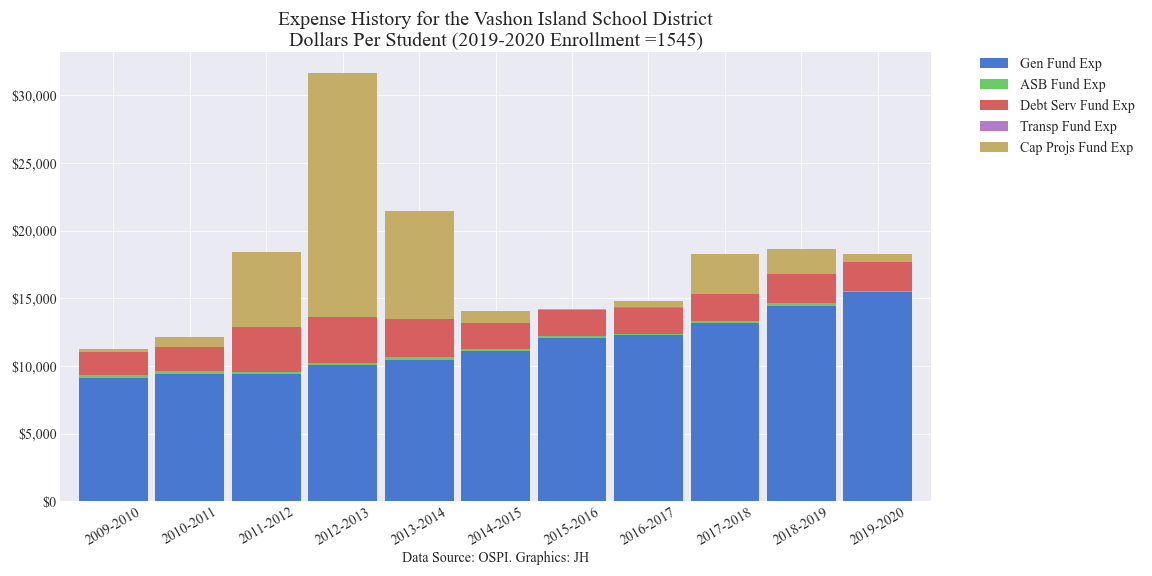 Expense History for the Vashon Island School District
Dollars Per Student (2019-2020 Enrollment =1545)
Gen Fund Exp
ASB Fund Exp
Debt Serv Fund Exp
Transp Fund Exp
Cap Projs Fund Exp
$30,000
$25,000
$20,000
$15,000
$10,000
$5,000
$0
2009-2010
2010-2011
2011-2012
2012-2013
2013-2014
2014-2015
2015-2016
2016-2017
2017-2018
2018-2019
2019-2020
Data Source: OSPI. Graphics: JH